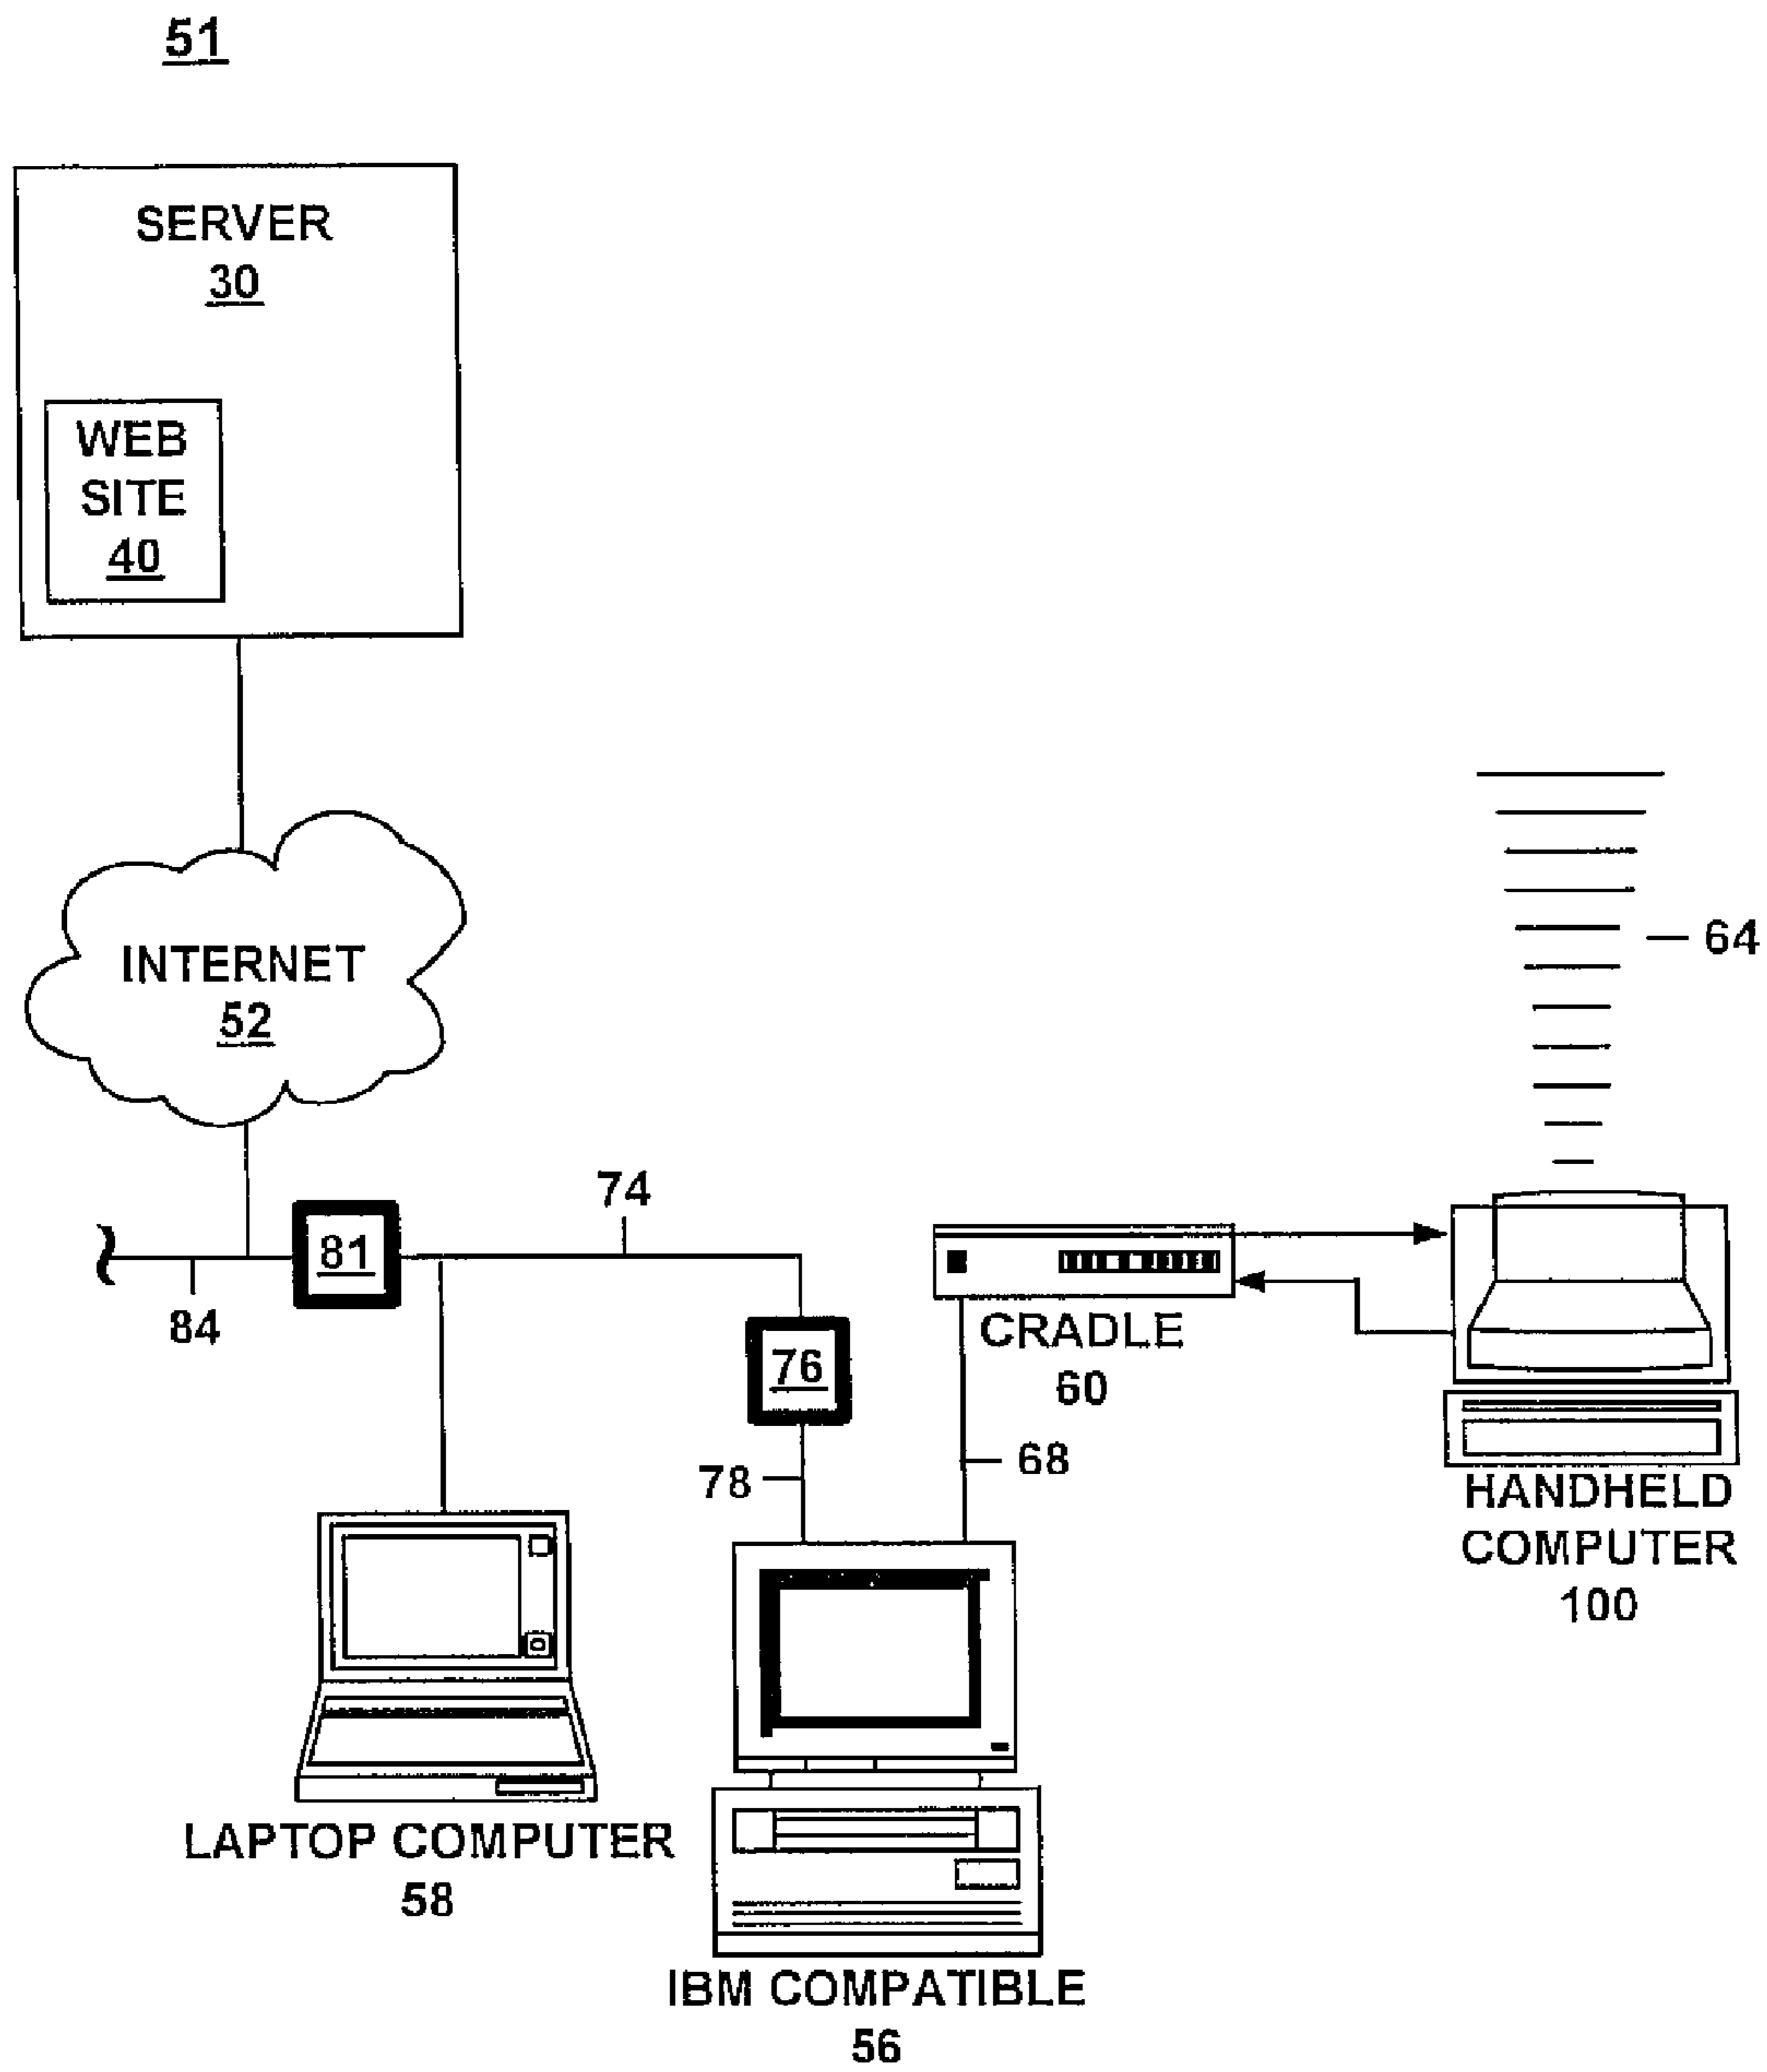 51
SERVER
30
WEB
SITE
40
INTERNET
52
64
74
81
84
76
CRADLE
60
78
68
HANDHELD
COMPUTER
100
LAPTOP COMPUTER
58
IBM COMPATIBLE
56